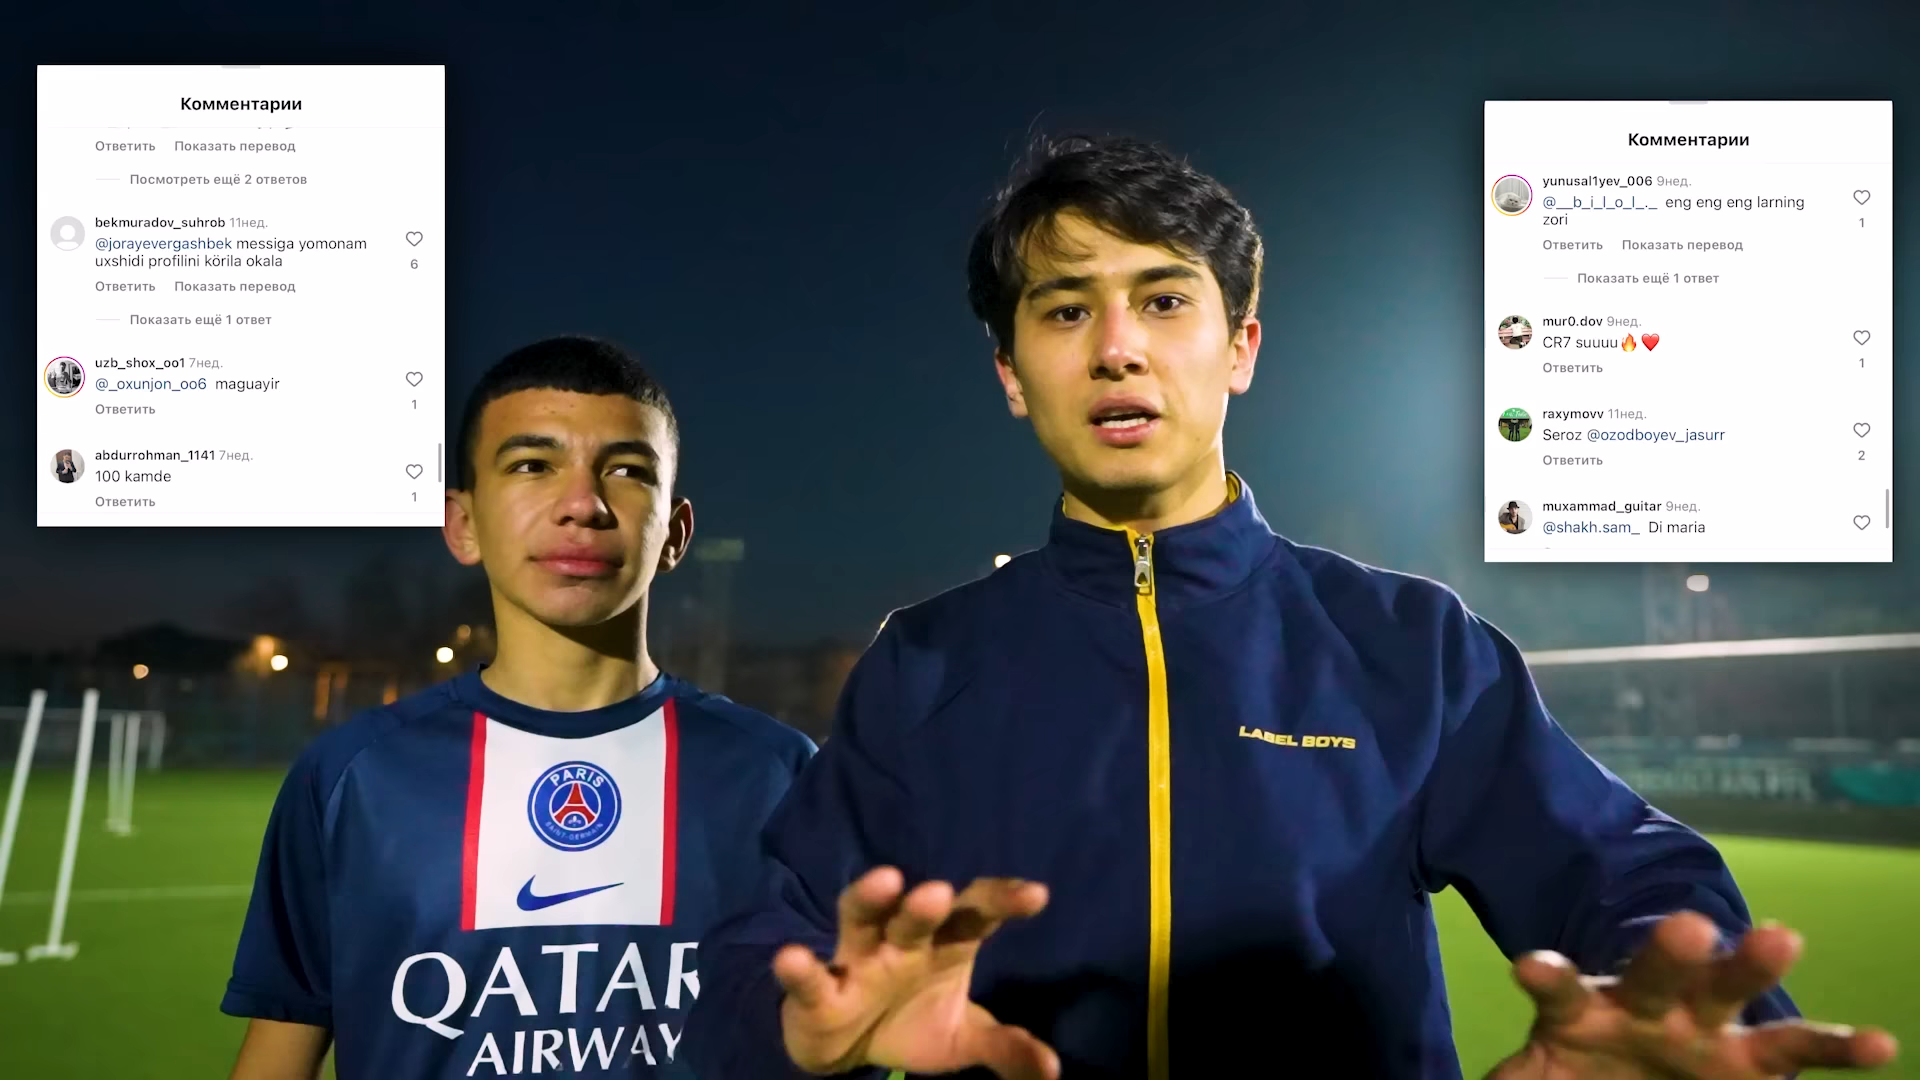 Комментарии
Ответить Показать перевод
Посмотреть ещё 2 ответов
bekmuradov_suhrob 11нед.
@jorayevergashbek messiga yomonam
uxshidi profilini körila okala
6
Ответить Показать перевод
Показать ещё 1 ответ
uzb_shox_oo1 7нед.
@_oxunjon_oo6 maguayir
1
Ответить
abdurrohman_1141 7нед.
100 kamde
1
Ответить
Комментарии
yunusal1yev_006 9нед.
@__b_i_l_o_l_._ eng eng eng larning
zori
1
Ответить Показать перевод
Показать ещё 1 ответ
mur0.dov 9нед.
CR7 suuuu🔥❤️
1
Ответить
raxymovv 11нед.
Seroz @ozodboyev_jasurr
2
Ответить
muxammad_guitar 9нед.
@shakh.sam_ Di maria
PARIS
SAINT-GERMAIN
QATAR
AIRWAY
LABEL BOYS